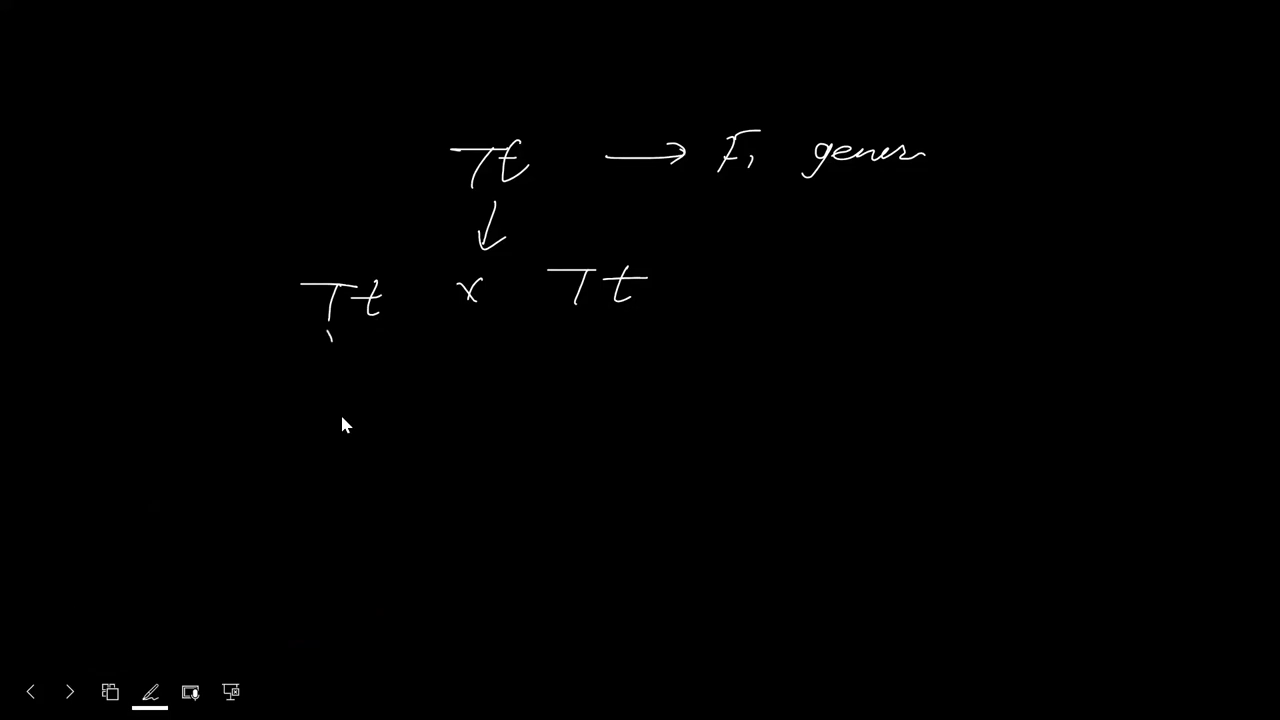 Tt → F1 gener
↓
Tt x Tt